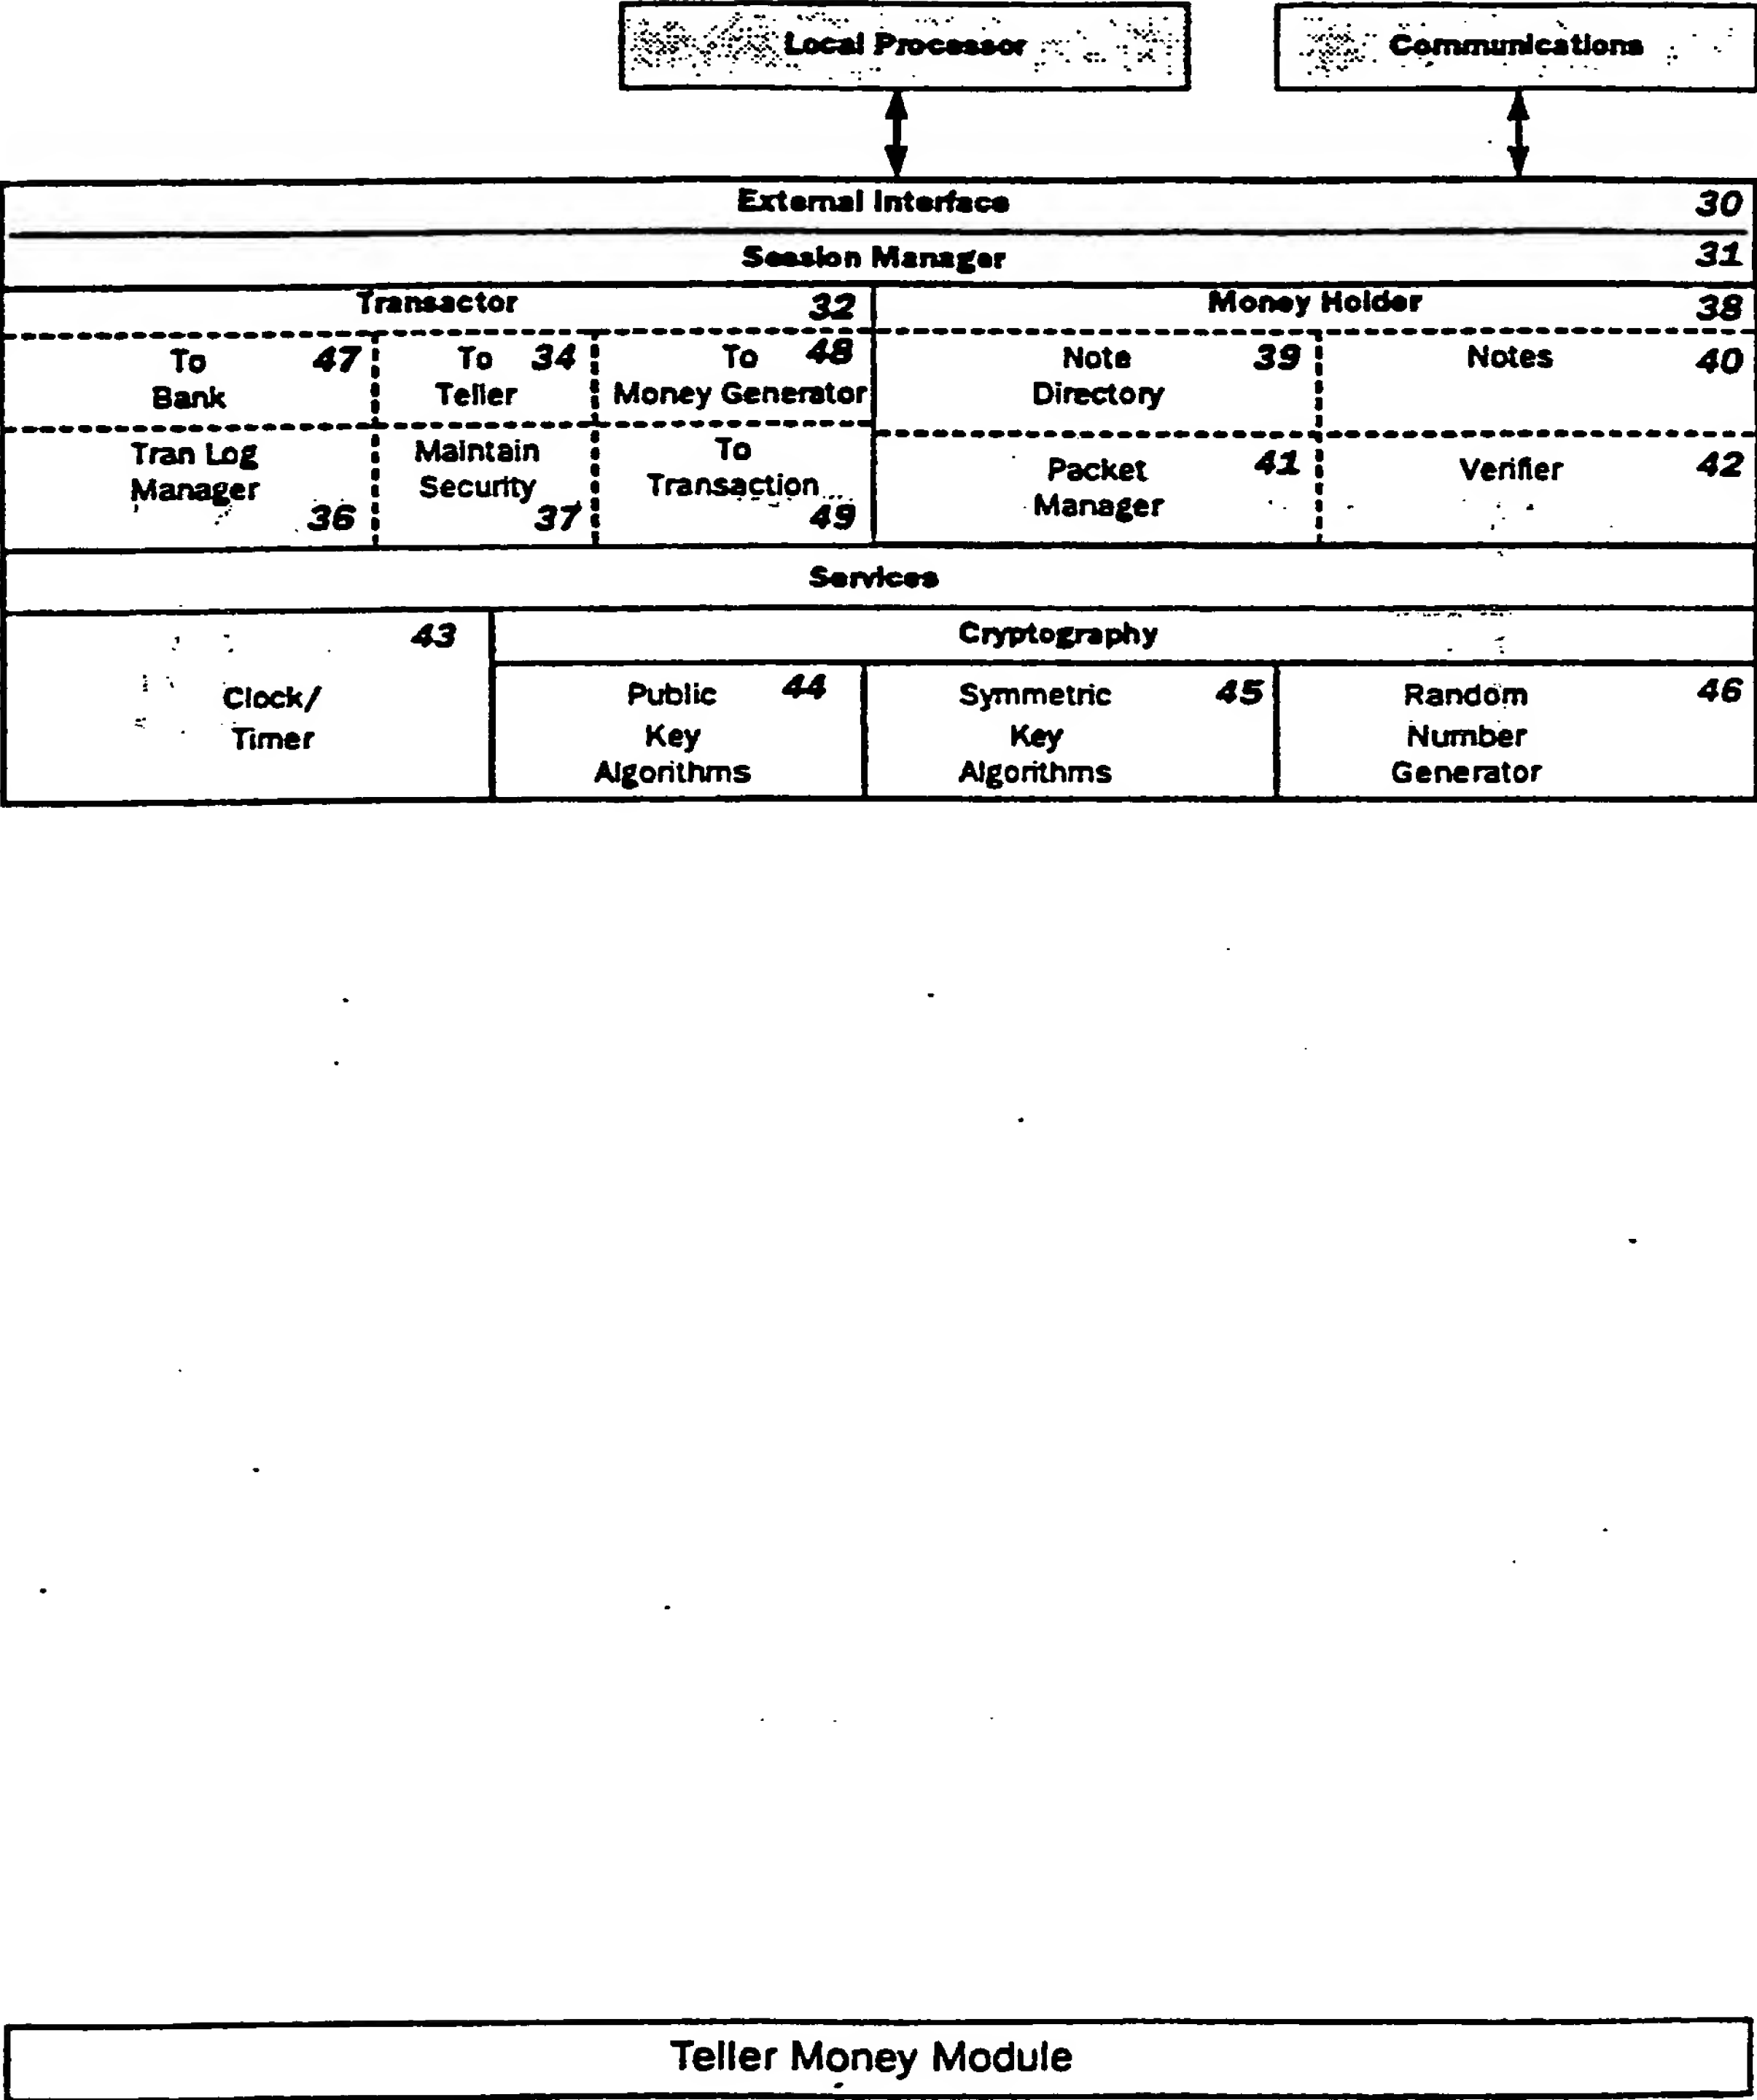 Local Processor
Communications
External Interface 30
Session Manager 31
Transactor 32
Money Holder 38
To 47
Bank
To 34
Teller
To 48
Money Generator
Note 39
Directory
Notes 40
Tran Log
Manager
36
Maintain
Security
37
To
Transaction
49
Packet 41
Manager
Verifier 42
Services
43
Clock/
Timer
Cryptography
Public 44
Key
Algorithms
Symmetric 45
Key
Algorithms
Random 46
Number
Generator
Teller Money Module